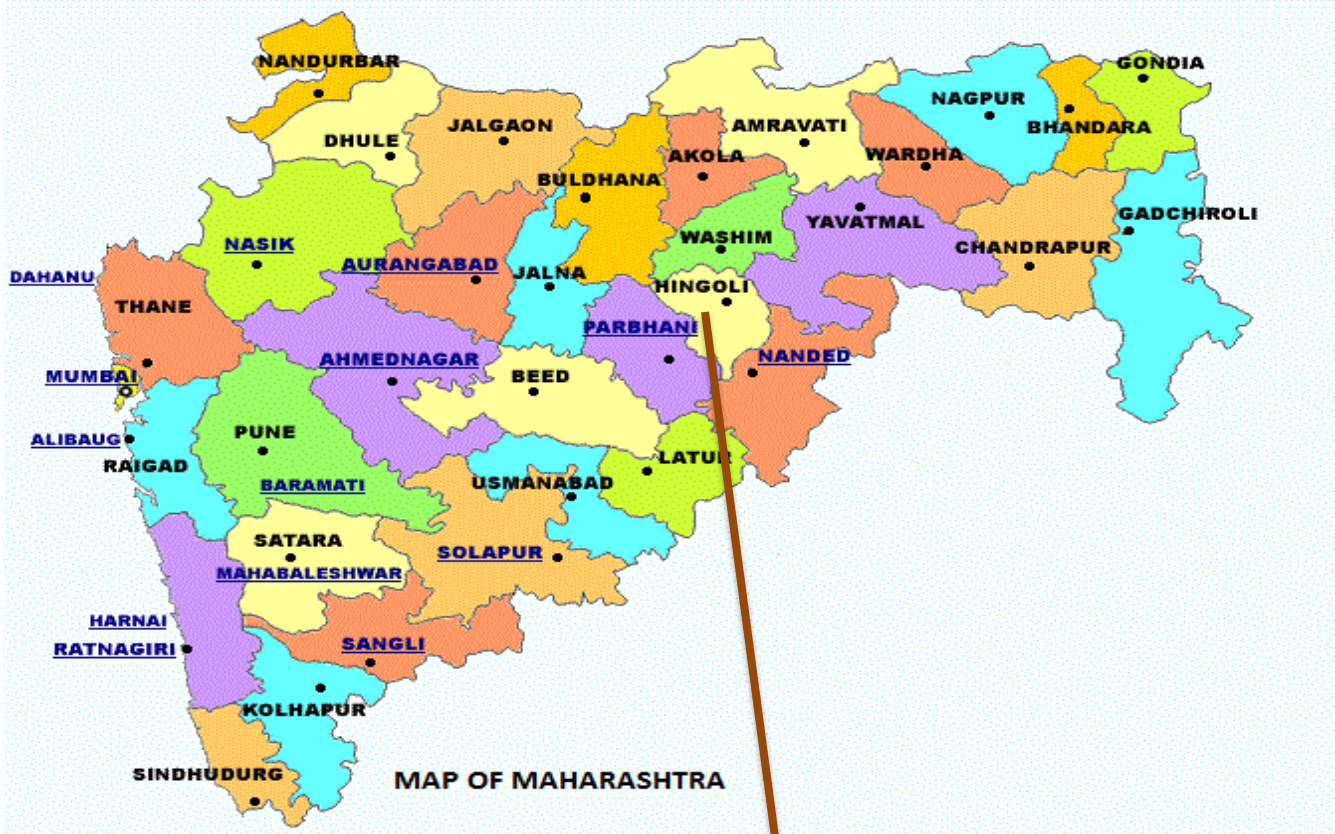 NANDURBAR
GONDIA
NAGPUR
BHANDARA
DHULE
JALGAON
AMRAVATI
AKOLA
WARDHA
BULDHANA
YAVATMAL
GADCHIROLI
WASHIM
CHANDRAPUR
NASIK
AURANGABAD
JALNA
DAHANU
HINGOLI
THANE
PARBHANI
AHMEDNAGAR
NANDED
MUMBAI
BEED
PUNE
ALIBAUG
RAIGAD
LATUR
BARAMATI
USMANABAD
SATARA
SOLAPUR
MAHABALESHWAR
HARNAI
RATNAGIRI
SANGLI
KOLHAPUR
SINDHUDURG
MAP OF MAHARASHTRA